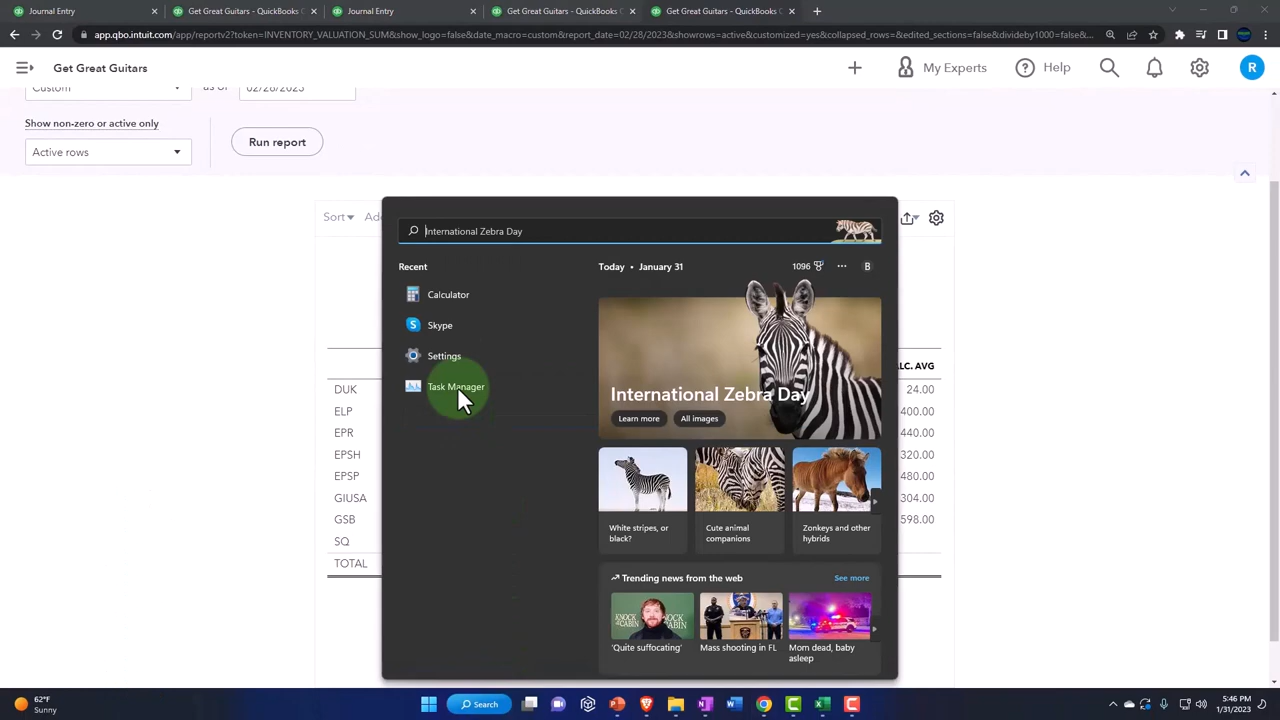 Journal Entry
Get Great Guitars - QuickBooks C
Journal Entry
Get Great Guitars - QuickBooks C
Get Great Guitars - QuickBooks C
app.qbo.intuit.com/app/reportv2?token=INVENTORY_VALUATION_SUM&show_logo=false&date_macro=custom&report_date=02/28/2023&showrows=active&customized=yes&collapsed_rows=&edited_sections=false&divideby1000=false&...
Get Great Guitars
My Experts
Help
R
Custom
as of
02/28/2023
Show non-zero or active only
Active rows
Run report
Sort
International Zebra Day
Recent
Today • January 31
1096
B
Calculator
Skype
Settings
Task Manager
International Zebra Day
Learn more
All images
White stripes, or
black?
Cute animal
companions
Zonkeys and other
hybrids
Trending news from the web
See more
KNOCK
CABIN
'Quite suffocating'
Mass shooting in FL
Mom dead, baby
asleep
ALC. AVG
DUK
24.00
ELP
400.00
EPR
440.00
EPSH
320.00
EPSP
480.00
GIUSA
304.00
GSB
598.00
SQ
TOTAL
62°F
Sunny
Search
5:46 PM
1/31/2023